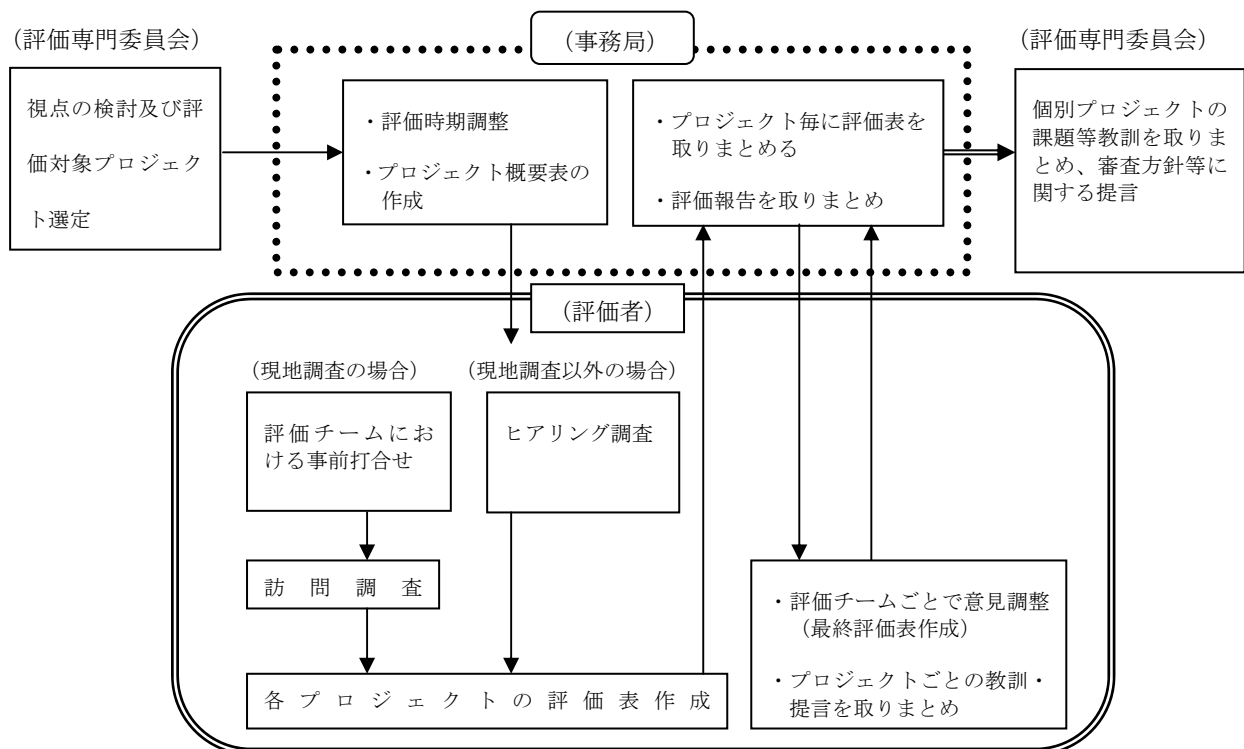 （事務局）
（評価専門委員会）
視点の検討及び評
価対象プロジェク
ト選定
・評価時期調整
・プロジェクト概要表の
作成
・プロジェクト毎に評価表を
取りまとめる
・評価報告を取りまとめ
（評価専門委員会）
個別プロジェクトの
課題等教訓を取りま
とめ、審査方針等に
関する提言
（評価者）
（現地調査の場合）
評価チームにお
ける事前打合せ
訪問調査
（現地調査以外の場合）
ヒアリング調査
各プロジェクトの評価表作成
・評価チームごとで意見調整
（最終評価表作成）
・プロジェクトごとの教訓・
提言を取りまとめ